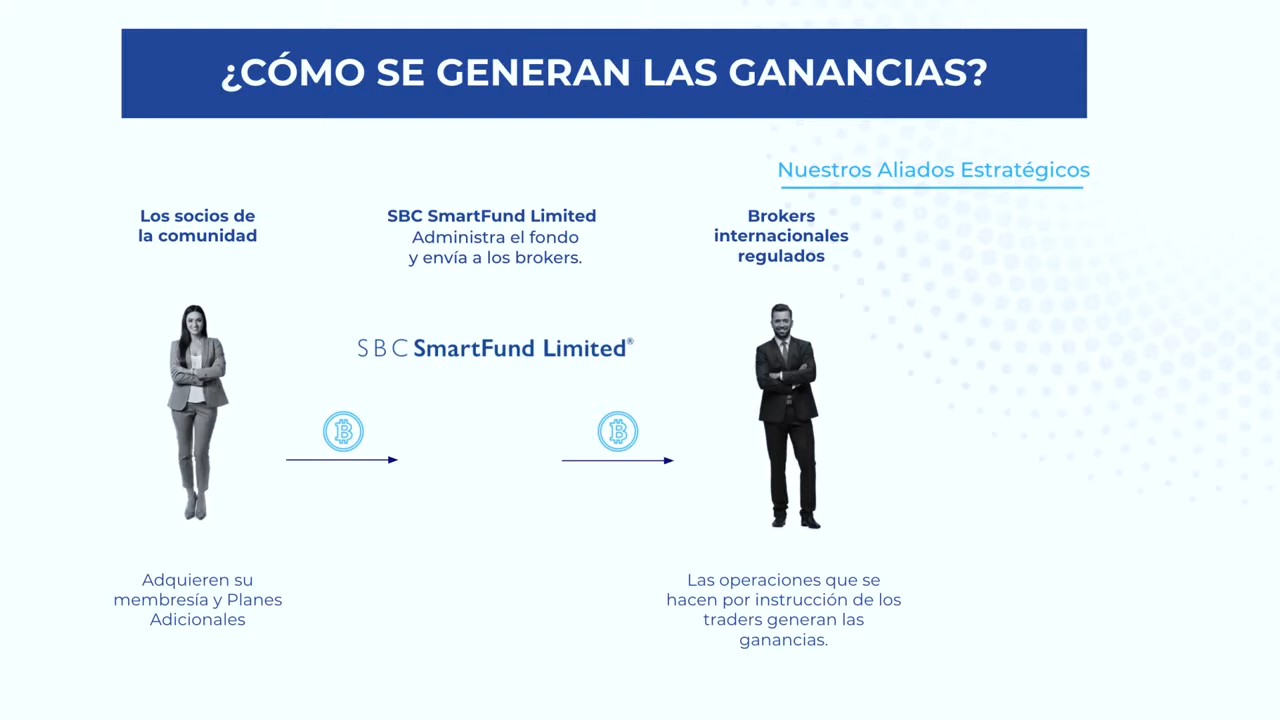 ¿CÓMO SE GENERAN LAS GANANCIAS?
Nuestros Aliados Estratégicos
Los socios de
la comunidad
SBC SmartFund Limited
Administra el fondo
y envía a los brokers.
Brokers
internacionales
regulados
SBC SmartFund Limited®
Adquieren su
membresía y Planes
Adicionales
Las operaciones que se
hacen por instrucción de los
traders generan las
ganancias.